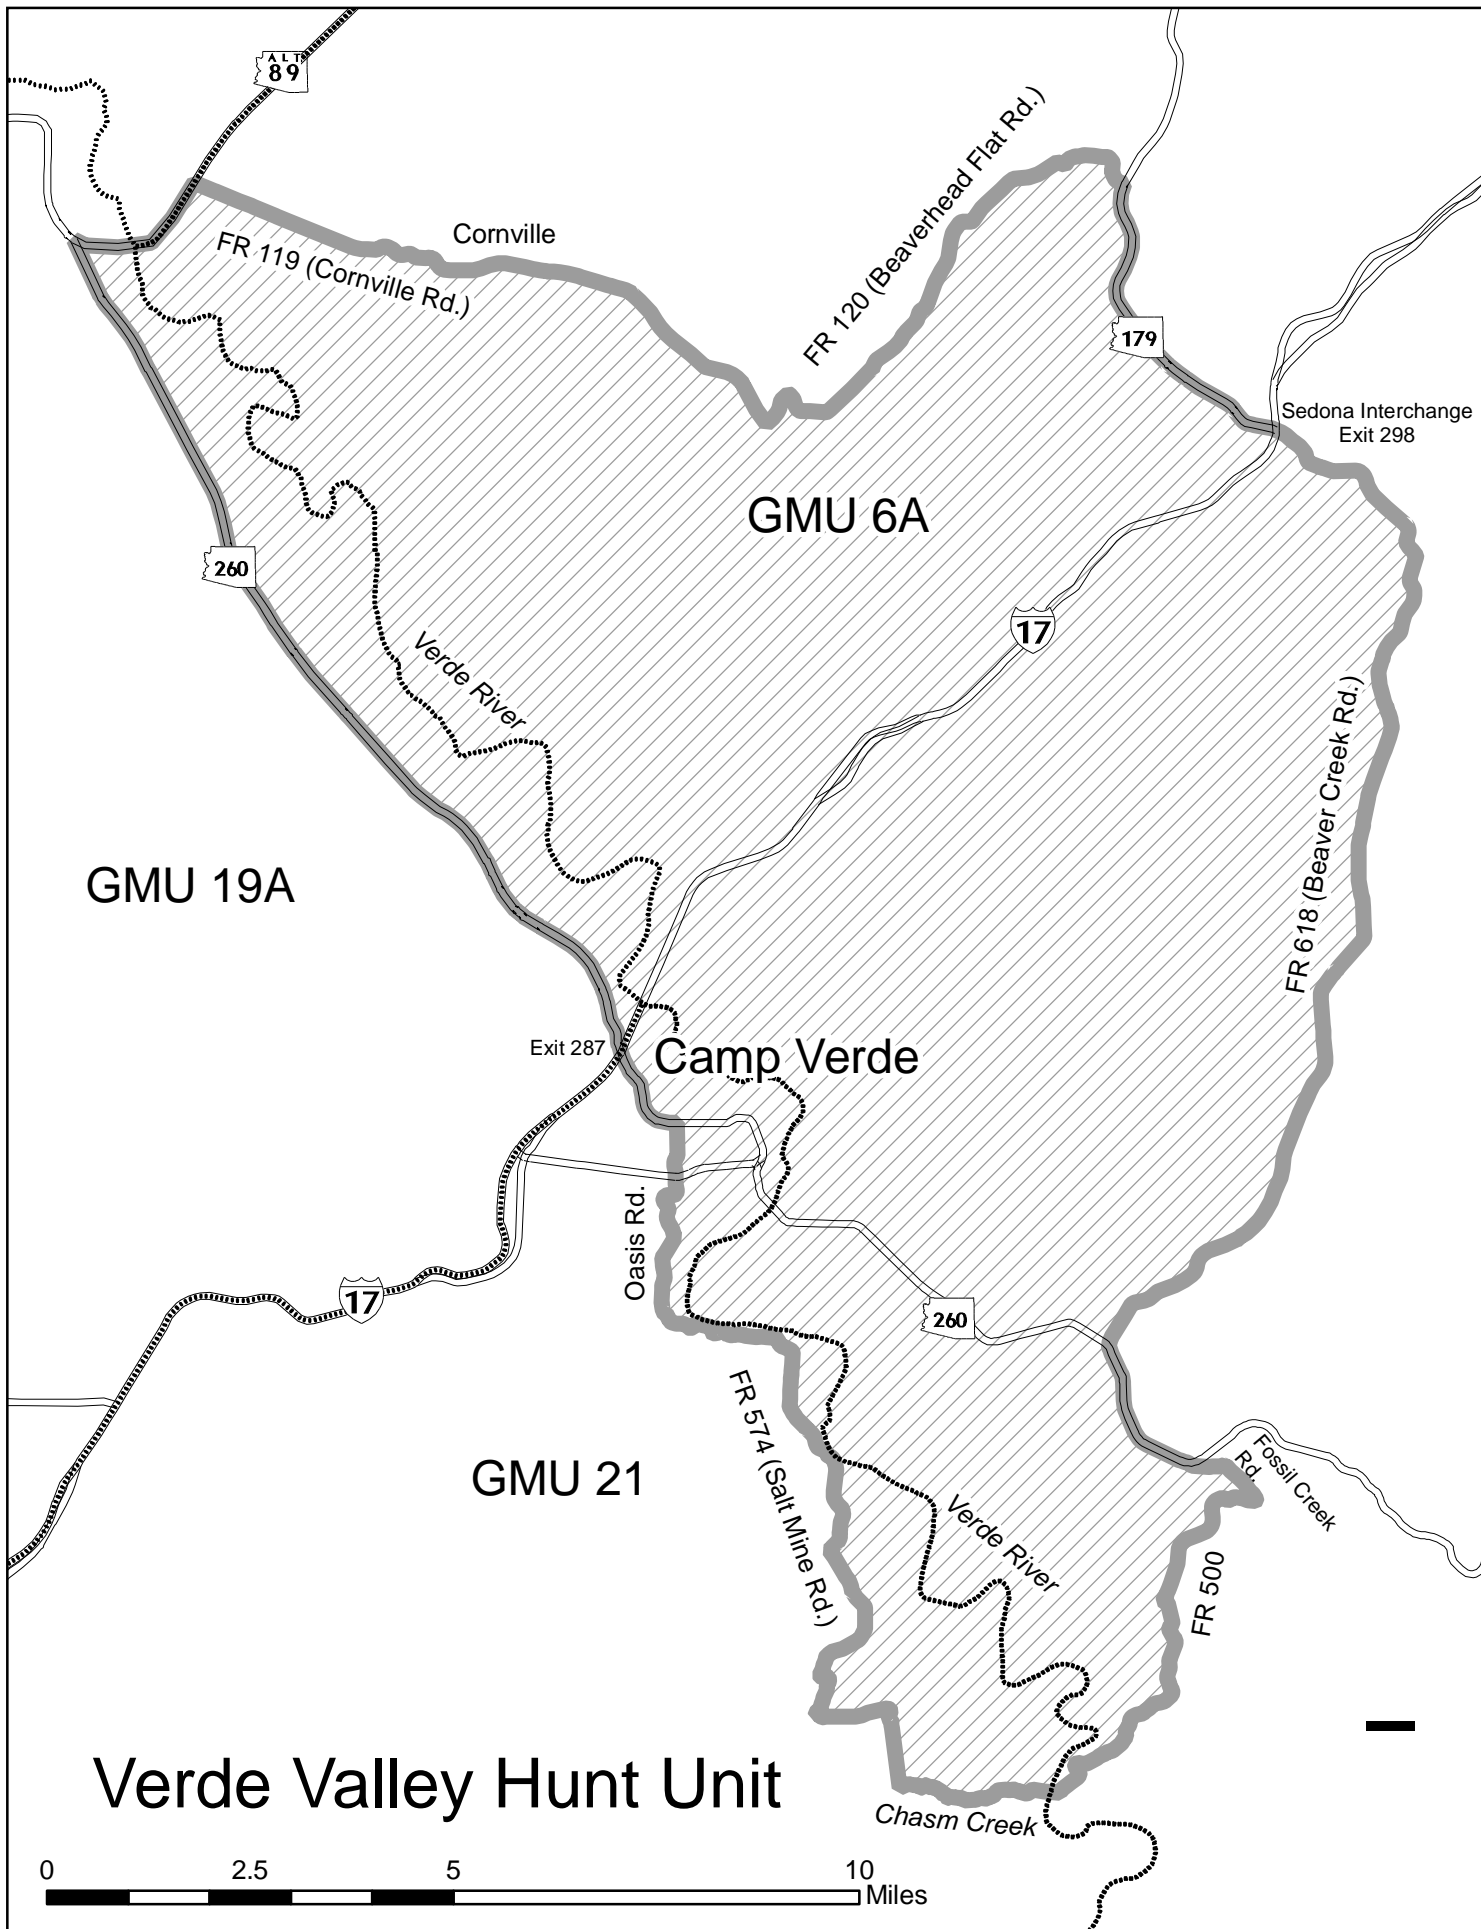 ALT
89
Cornville
FR 119 (Cornville Rd.)
FR 120 (Beaverhead Flat Rd.)
179
Sedona Interchange
Exit 298
GMU 6A
260
17
Verde River
FR 618 (Beaver Creek Rd.)
GMU 19A
Exit 287
Camp Verde
Oasis Rd.
17
260
FR 574 (Salt Mine Rd.)
Fossil Creek
Rd.
GMU 21
Verde River
FR 500
Verde Valley Hunt Unit
Chasm Creek
0 2.5 5 10
Miles